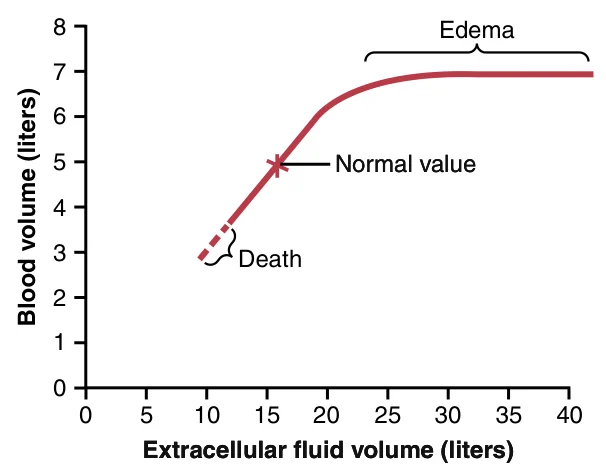 8
7
6
5
4
3
2
1
0
Blood volume (liters)
Edema
Normal value
Death
0 5 10 15 20 25 30 35 40
Extracellular fluid volume (liters)